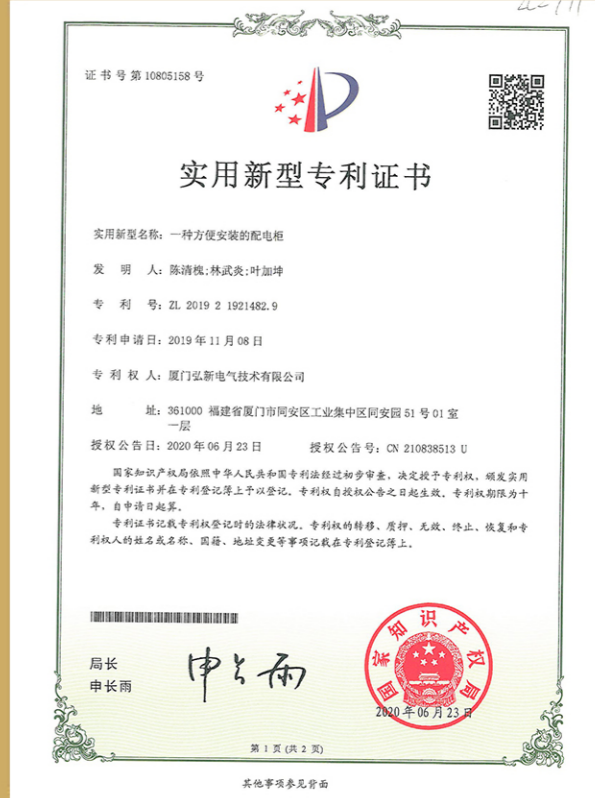 证书号第10805158号
实用新型专利证书
实用新型名称：一种方便安装的配电柜
发明人：陈清槐;林武炎;叶加坤
专利号：ZL 2019 2 1921482.9
专利申请日：2019年11月08日
专利权人：厦门弘新电气技术有限公司
地址：361000 福建省厦门市同安区工业集中区同安园51号01室
一层
授权公告日：2020年06月23日 授权公告号：CN 210838513 U
国家知识产权局依照中华人民共和国专利法经过初步审查，决定授予专利权，颁发实用
新型专利证书并在专利登记簿上予以登记。专利权自授权公告之日起生效。专利权期限为十
年，自申请日起算。
专利证书记载专利权登记时的法律状况。专利权的转移、质押、无效、终止、恢复和专
利权人的姓名或名称、国籍、地址变更等事项记载在专利登记簿上。
局长
申长雨
申长雨
国家知识产权局
2020年06月23日
第1页(共2页)
其他事项参见背面